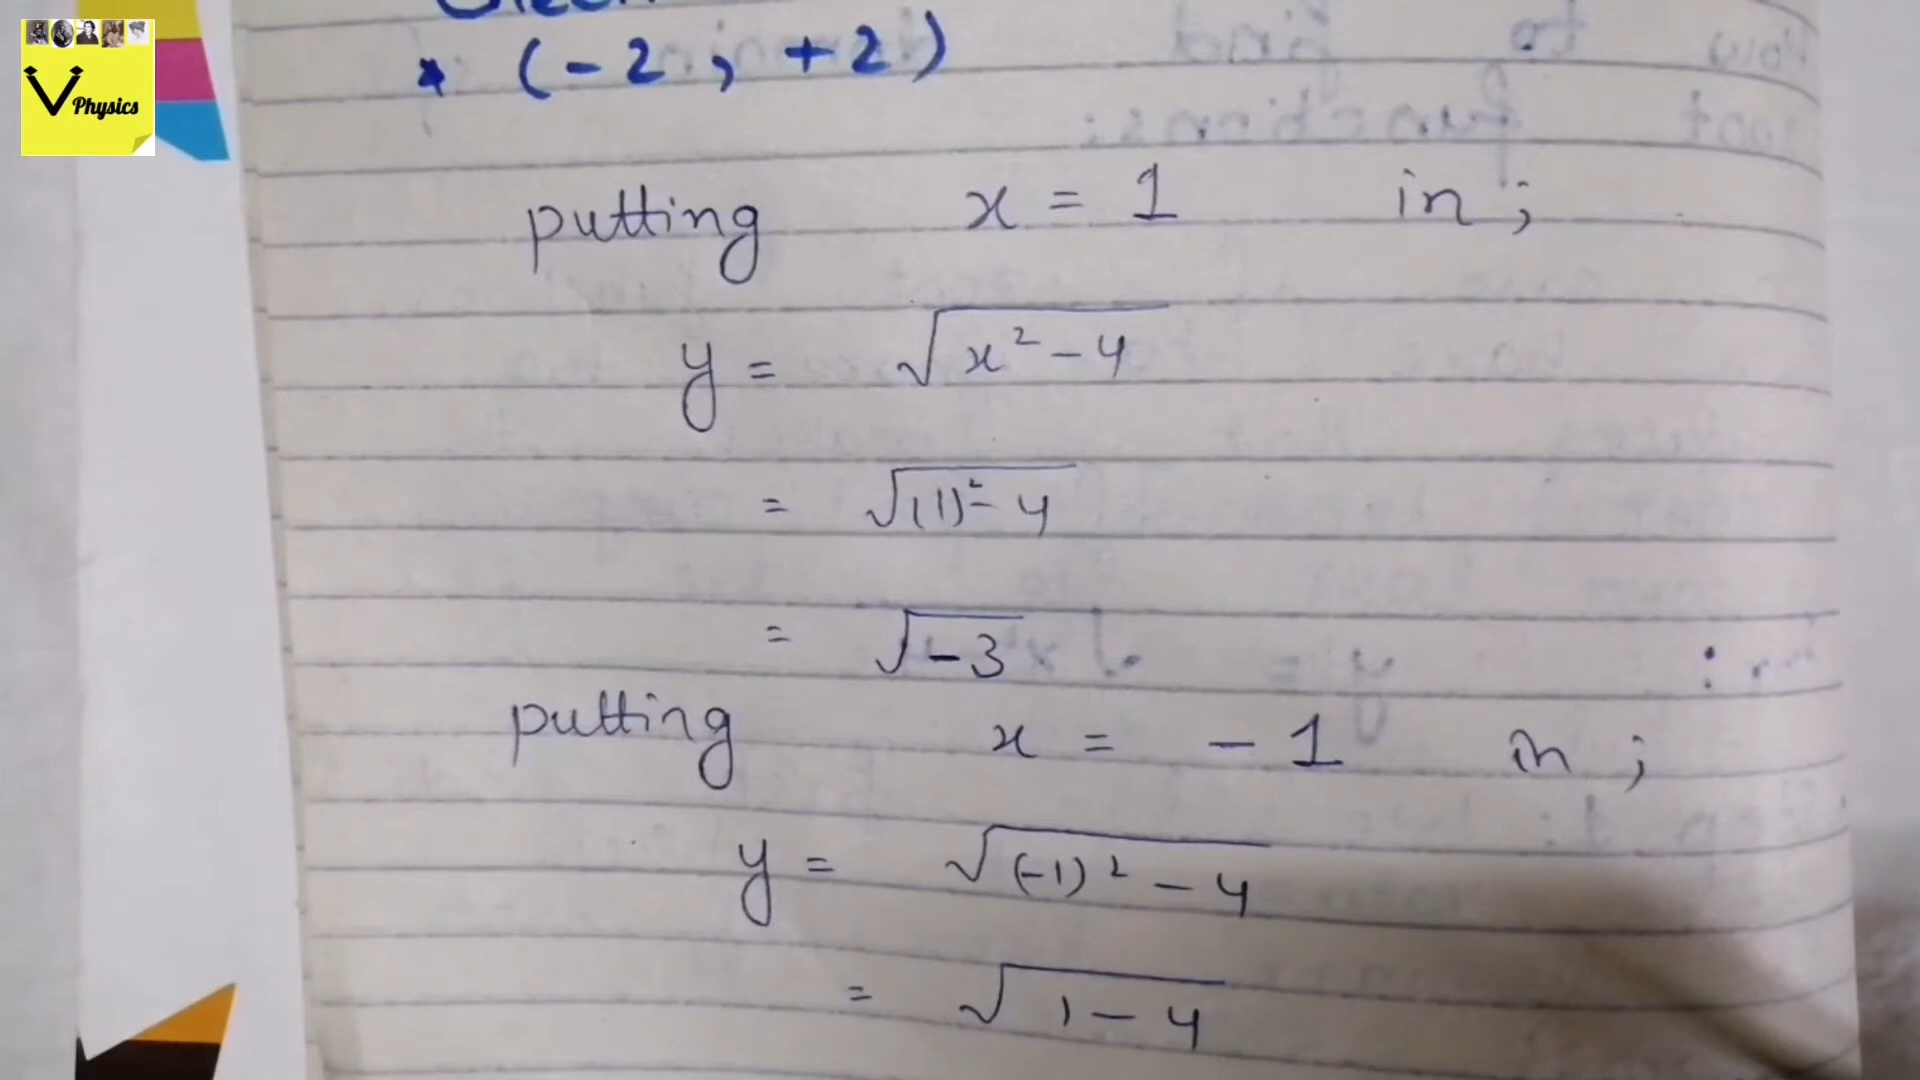 V Physics
* (-2, +2)
putting x = 1 in ;
y = √x² - 4
= √(1)² - 4
= √-3
putting x = - 1 in ;
y = √(-1)² - 4
= √1 - 4